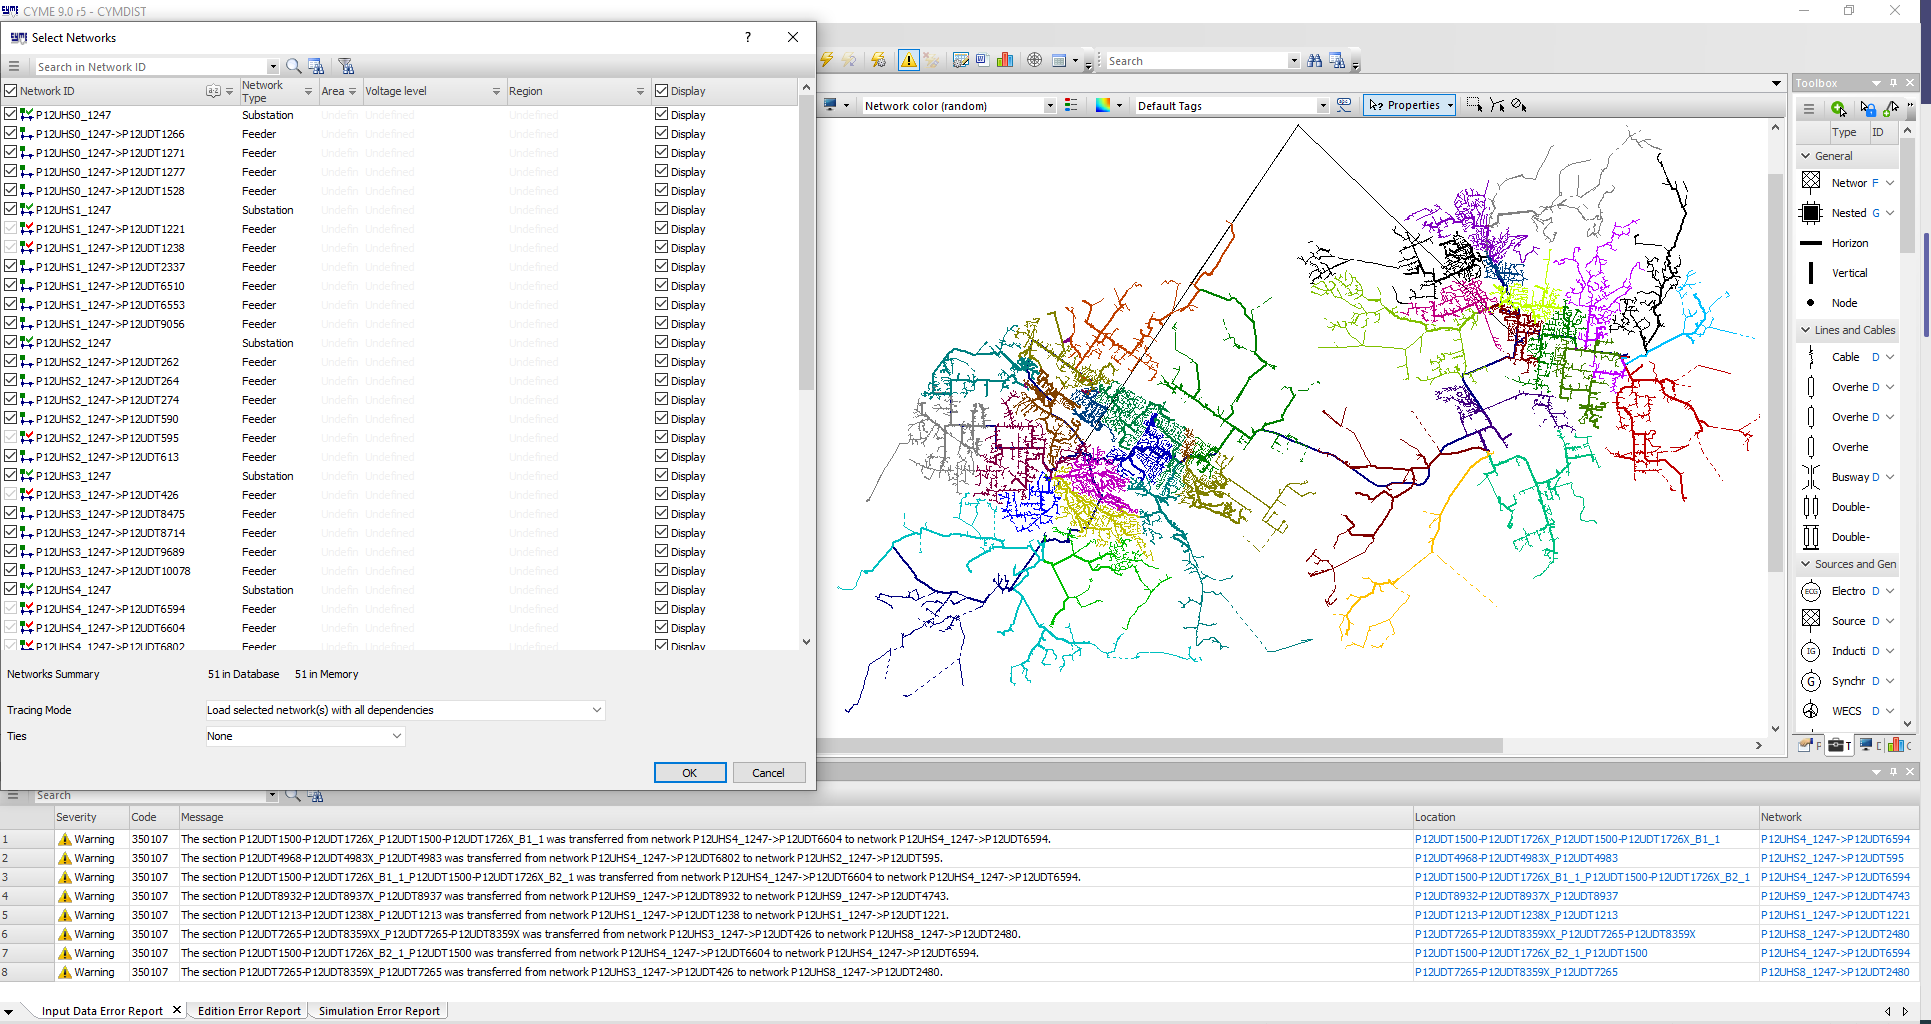 CYME 9.0 r5 - CYMDIST
Select Networks
?
Search in Network ID
Network ID Network Type Area Voltage level Region Display
P12UHS0_1247 Substation Undefin Undefined Undefined Display
P12UHS0_1247->P12UDT1266 Feeder Undefin Undefined Undefined Display
P12UHS0_1247->P12UDT1271 Feeder Undefin Undefined Undefined Display
P12UHS0_1247->P12UDT1277 Feeder Undefin Undefined Undefined Display
P12UHS0_1247->P12UDT1528 Feeder Undefin Undefined Undefined Display
P12UHS1_1247 Substation Undefin Undefined Undefined Display
P12UHS1_1247->P12UDT1221 Feeder Undefin Undefined Undefined Display
P12UHS1_1247->P12UDT1238 Feeder Undefin Undefined Undefined Display
P12UHS1_1247->P12UDT2337 Feeder Undefin Undefined Undefined Display
P12UHS1_1247->P12UDT6510 Feeder Undefin Undefined Undefined Display
P12UHS1_1247->P12UDT6553 Feeder Undefin Undefined Undefined Display
P12UHS1_1247->P12UDT9056 Feeder Undefin Undefined Undefined Display
P12UHS2_1247 Substation Undefin Undefined Undefined Display
P12UHS2_1247->P12UDT262 Feeder Undefin Undefined Undefined Display
P12UHS2_1247->P12UDT264 Feeder Undefin Undefined Undefined Display
P12UHS2_1247->P12UDT274 Feeder Undefin Undefined Undefined Display
P12UHS2_1247->P12UDT590 Feeder Undefin Undefined Undefined Display
P12UHS2_1247->P12UDT595 Feeder Undefin Undefined Undefined Display
P12UHS2_1247->P12UDT613 Feeder Undefin Undefined Undefined Display
P12UHS3_1247 Substation Undefin Undefined Undefined Display
P12UHS3_1247->P12UDT426 Feeder Undefin Undefined Undefined Display
P12UHS3_1247->P12UDT8475 Feeder Undefin Undefined Undefined Display
P12UHS3_1247->P12UDT8714 Feeder Undefin Undefined Undefined Display
P12UHS3_1247->P12UDT9689 Feeder Undefin Undefined Undefined Display
P12UHS3_1247->P12UDT10078 Feeder Undefin Undefined Undefined Display
P12UHS4_1247 Substation Undefin Undefined Undefined Display
P12UHS4_1247->P12UDT6594 Feeder Undefin Undefined Undefined Display
P12UHS4_1247->P12UDT6604 Feeder Undefin Undefined Undefined Display
P12UHS4_1247->P12UDT6802 Feeder Undefin Undefined Undefined Display
Networks Summary 51 in Database 51 in Memory
Tracing Mode Load selected network(s) with all dependencies
Ties None
OK Cancel
Search
Network color (random) Default Tags Properties
Toolbox
Type ID
General
Networ F
Nested G
Horizon
Vertical
Node
Lines and Cables
Cable D
Overhe D
Overhe D
Overhe
Busway D
Double-
Double-
Sources and Gen
ECG Electro D
Source D
IG Inducti D
G Synchr D
WECS D
Search
Severity Code Message Location Network
1 Warning 350107 The section P12UDT1500-P12UDT1726X_P12UDT1500-P12UDT1726X_B1_1 was transferred from network P12UHS4_1247->P12UDT6604 to network P12UHS4_1247->P12UDT6594. P12UDT1500-P12UDT1726X_P12UDT1500-P12UDT1726X_B1_1 P12UHS4_1247->P12UDT6594
2 Warning 350107 The section P12UDT4968-P12UDT4983X_P12UDT4983 was transferred from network P12UHS4_1247->P12UDT6802 to network P12UHS2_1247->P12UDT595. P12UDT4968-P12UDT4983X_P12UDT4983 P12UHS2_1247->P12UDT595
3 Warning 350107 The section P12UDT1500-P12UDT1726X_B1_1_P12UDT1500-P12UDT1726X_B2_1 was transferred from network P12UHS4_1247->P12UDT6604 to network P12UHS4_1247->P12UDT6594. P12UDT1500-P12UDT1726X_B1_1_P12UDT1500-P12UDT1726X_B2_1 P12UHS4_1247->P12UDT6594
4 Warning 350107 The section P12UDT8932-P12UDT8937X_P12UDT8937 was transferred from network P12UHS9_1247->P12UDT8932 to network P12UHS9_1247->P12UDT4743. P12UDT8932-P12UDT8937X_P12UDT8937 P12UHS9_1247->P12UDT4743
5 Warning 350107 The section P12UDT1213-P12UDT1238X_P12UDT1213 was transferred from network P12UHS1_1247->P12UDT1238 to network P12UHS1_1247->P12UDT1221. P12UDT1213-P12UDT1238X_P12UDT1213 P12UHS1_1247->P12UDT1221
6 Warning 350107 The section P12UDT7265-P12UDT8359XX_P12UDT7265-P12UDT8359X was transferred from network P12UHS3_1247->P12UDT426 to network P12UHS8_1247->P12UDT2480. P12UDT7265-P12UDT8359XX_P12UDT7265-P12UDT8359X P12UHS8_1247->P12UDT2480
7 Warning 350107 The section P12UDT1500-P12UDT1726X_B2_1_P12UDT1500 was transferred from network P12UHS4_1247->P12UDT6604 to network P12UHS4_1247->P12UDT6594. P12UDT1500-P12UDT1726X_B2_1_P12UDT1500 P12UHS4_1247->P12UDT6594
8 Warning 350107 The section P12UDT7265-P12UDT8359X_P12UDT7265 was transferred from network P12UHS3_1247->P12UDT426 to network P12UHS8_1247->P12UDT2480. P12UDT7265-P12UDT8359X_P12UDT7265 P12UHS8_1247->P12UDT2480
Input Data Error Report Edition Error Report Simulation Error Report